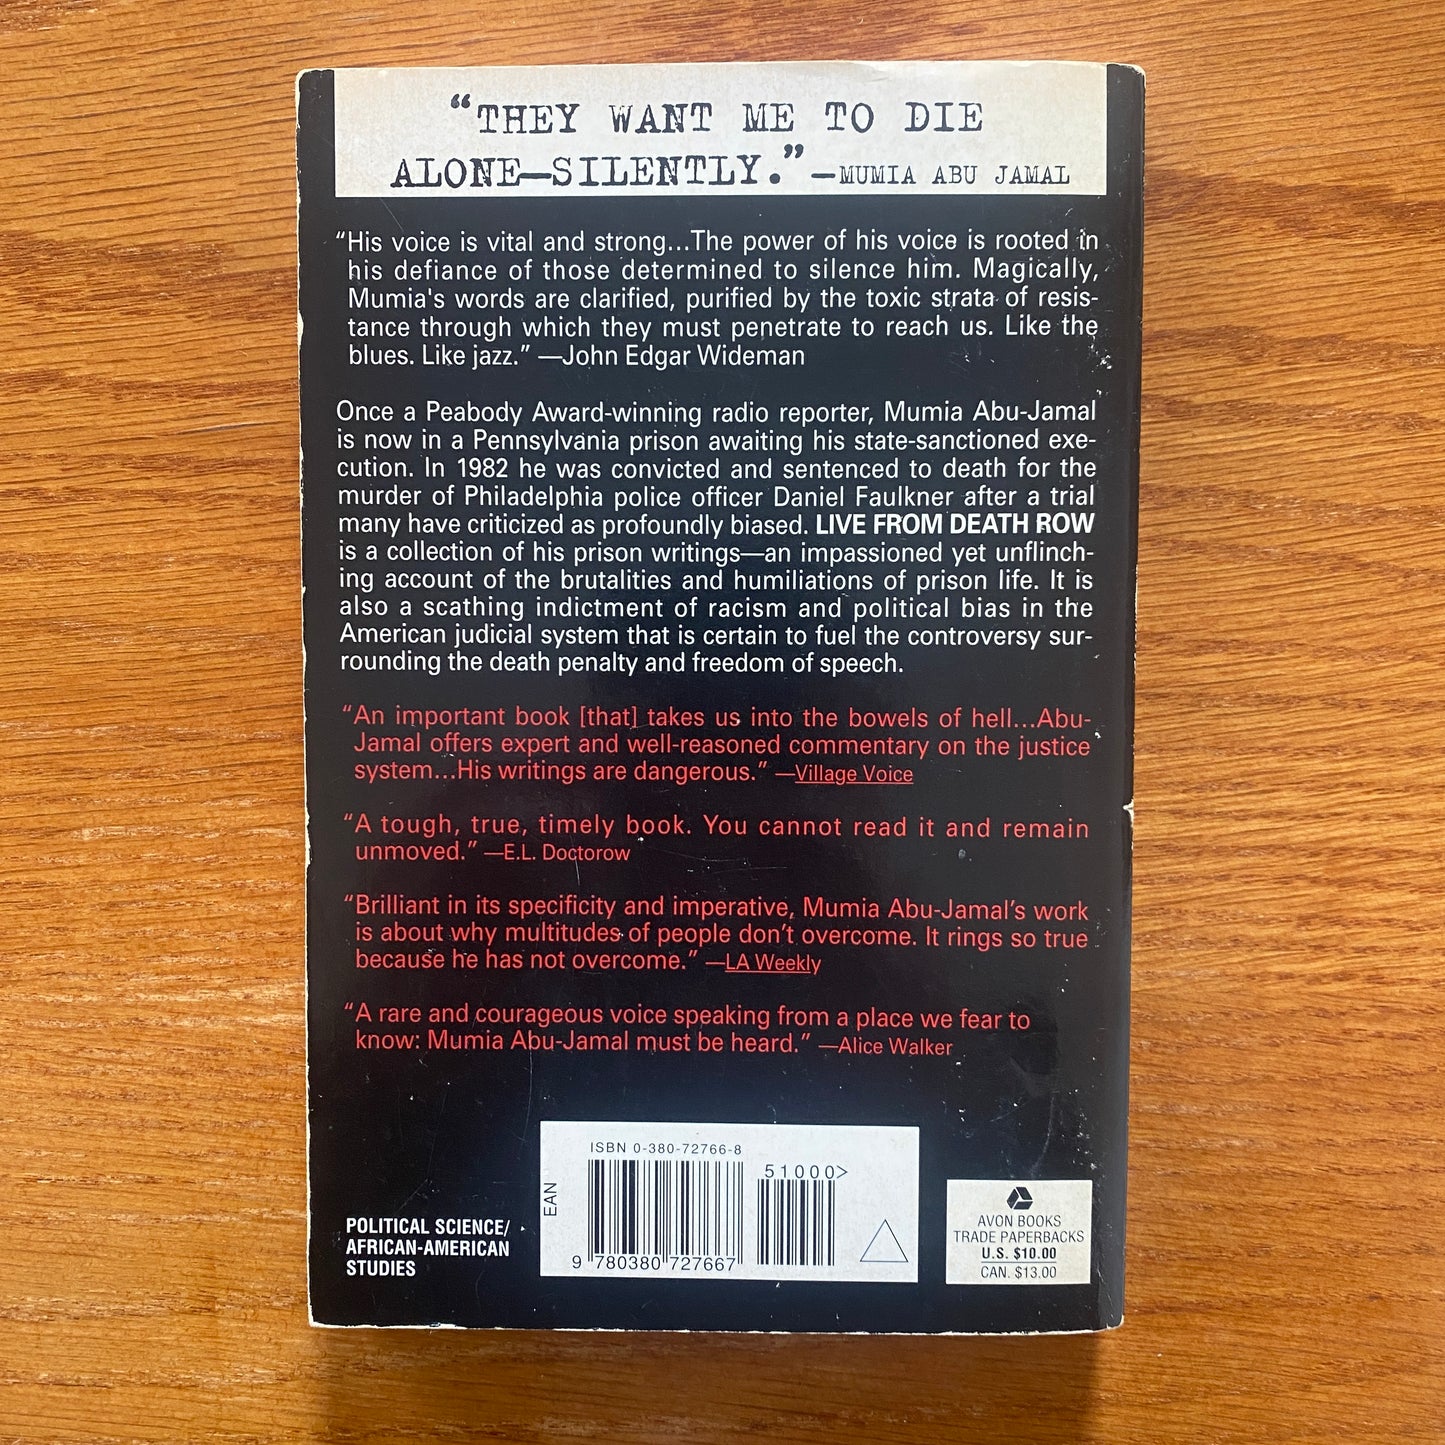 “THEY WANT ME TO DIE
ALONE—SILENTLY.” —MUMIA ABU JAMAL
“His voice is vital and strong...The power of his voice is rooted in
his defiance of those determined to silence him. Magically,
Mumia's words are clarified, purified by the toxic strata of resis-
tance through which they must penetrate to reach us. Like the
blues. Like jazz.” —John Edgar Wideman
Once a Peabody Award-winning radio reporter, Mumia Abu-Jamal
is now in a Pennsylvania prison awaiting his state-sanctioned exe-
cution. In 1982 he was convicted and sentenced to death for the
murder of Philadelphia police officer Daniel Faulkner after a trial
many have criticized as profoundly biased. LIVE FROM DEATH ROW
is a collection of his prison writings—an impassioned yet unflinch-
ing account of the brutalities and humiliations of prison life. It is
also a scathing indictment of racism and political bias in the
American judicial system that is certain to fuel the controversy sur-
rounding the death penalty and freedom of speech.
“An important book [that] takes us into the bowels of hell...Abu-
Jamal offers expert and well-reasoned commentary on the justice
system...His writings are dangerous.” —Village Voice
“A tough, true, timely book. You cannot read it and remain
unmoved.” —E.L. Doctorow
“Brilliant in its specificity and imperative, Mumia Abu-Jamal’s work
is about why multitudes of people don’t overcome. It rings so true
because he has not overcome.” —LA Weekly
“A rare and courageous voice speaking from a place we fear to
know: Mumia Abu-Jamal must be heard.” —Alice Walker
POLITICAL SCIENCE/
AFRICAN-AMERICAN
STUDIES
EAN
ISBN 0-380-72766-8
51000>
9 780380 727667
AVON BOOKS
TRADE PAPERBACKS
U.S. $10.00
CAN. $13.00